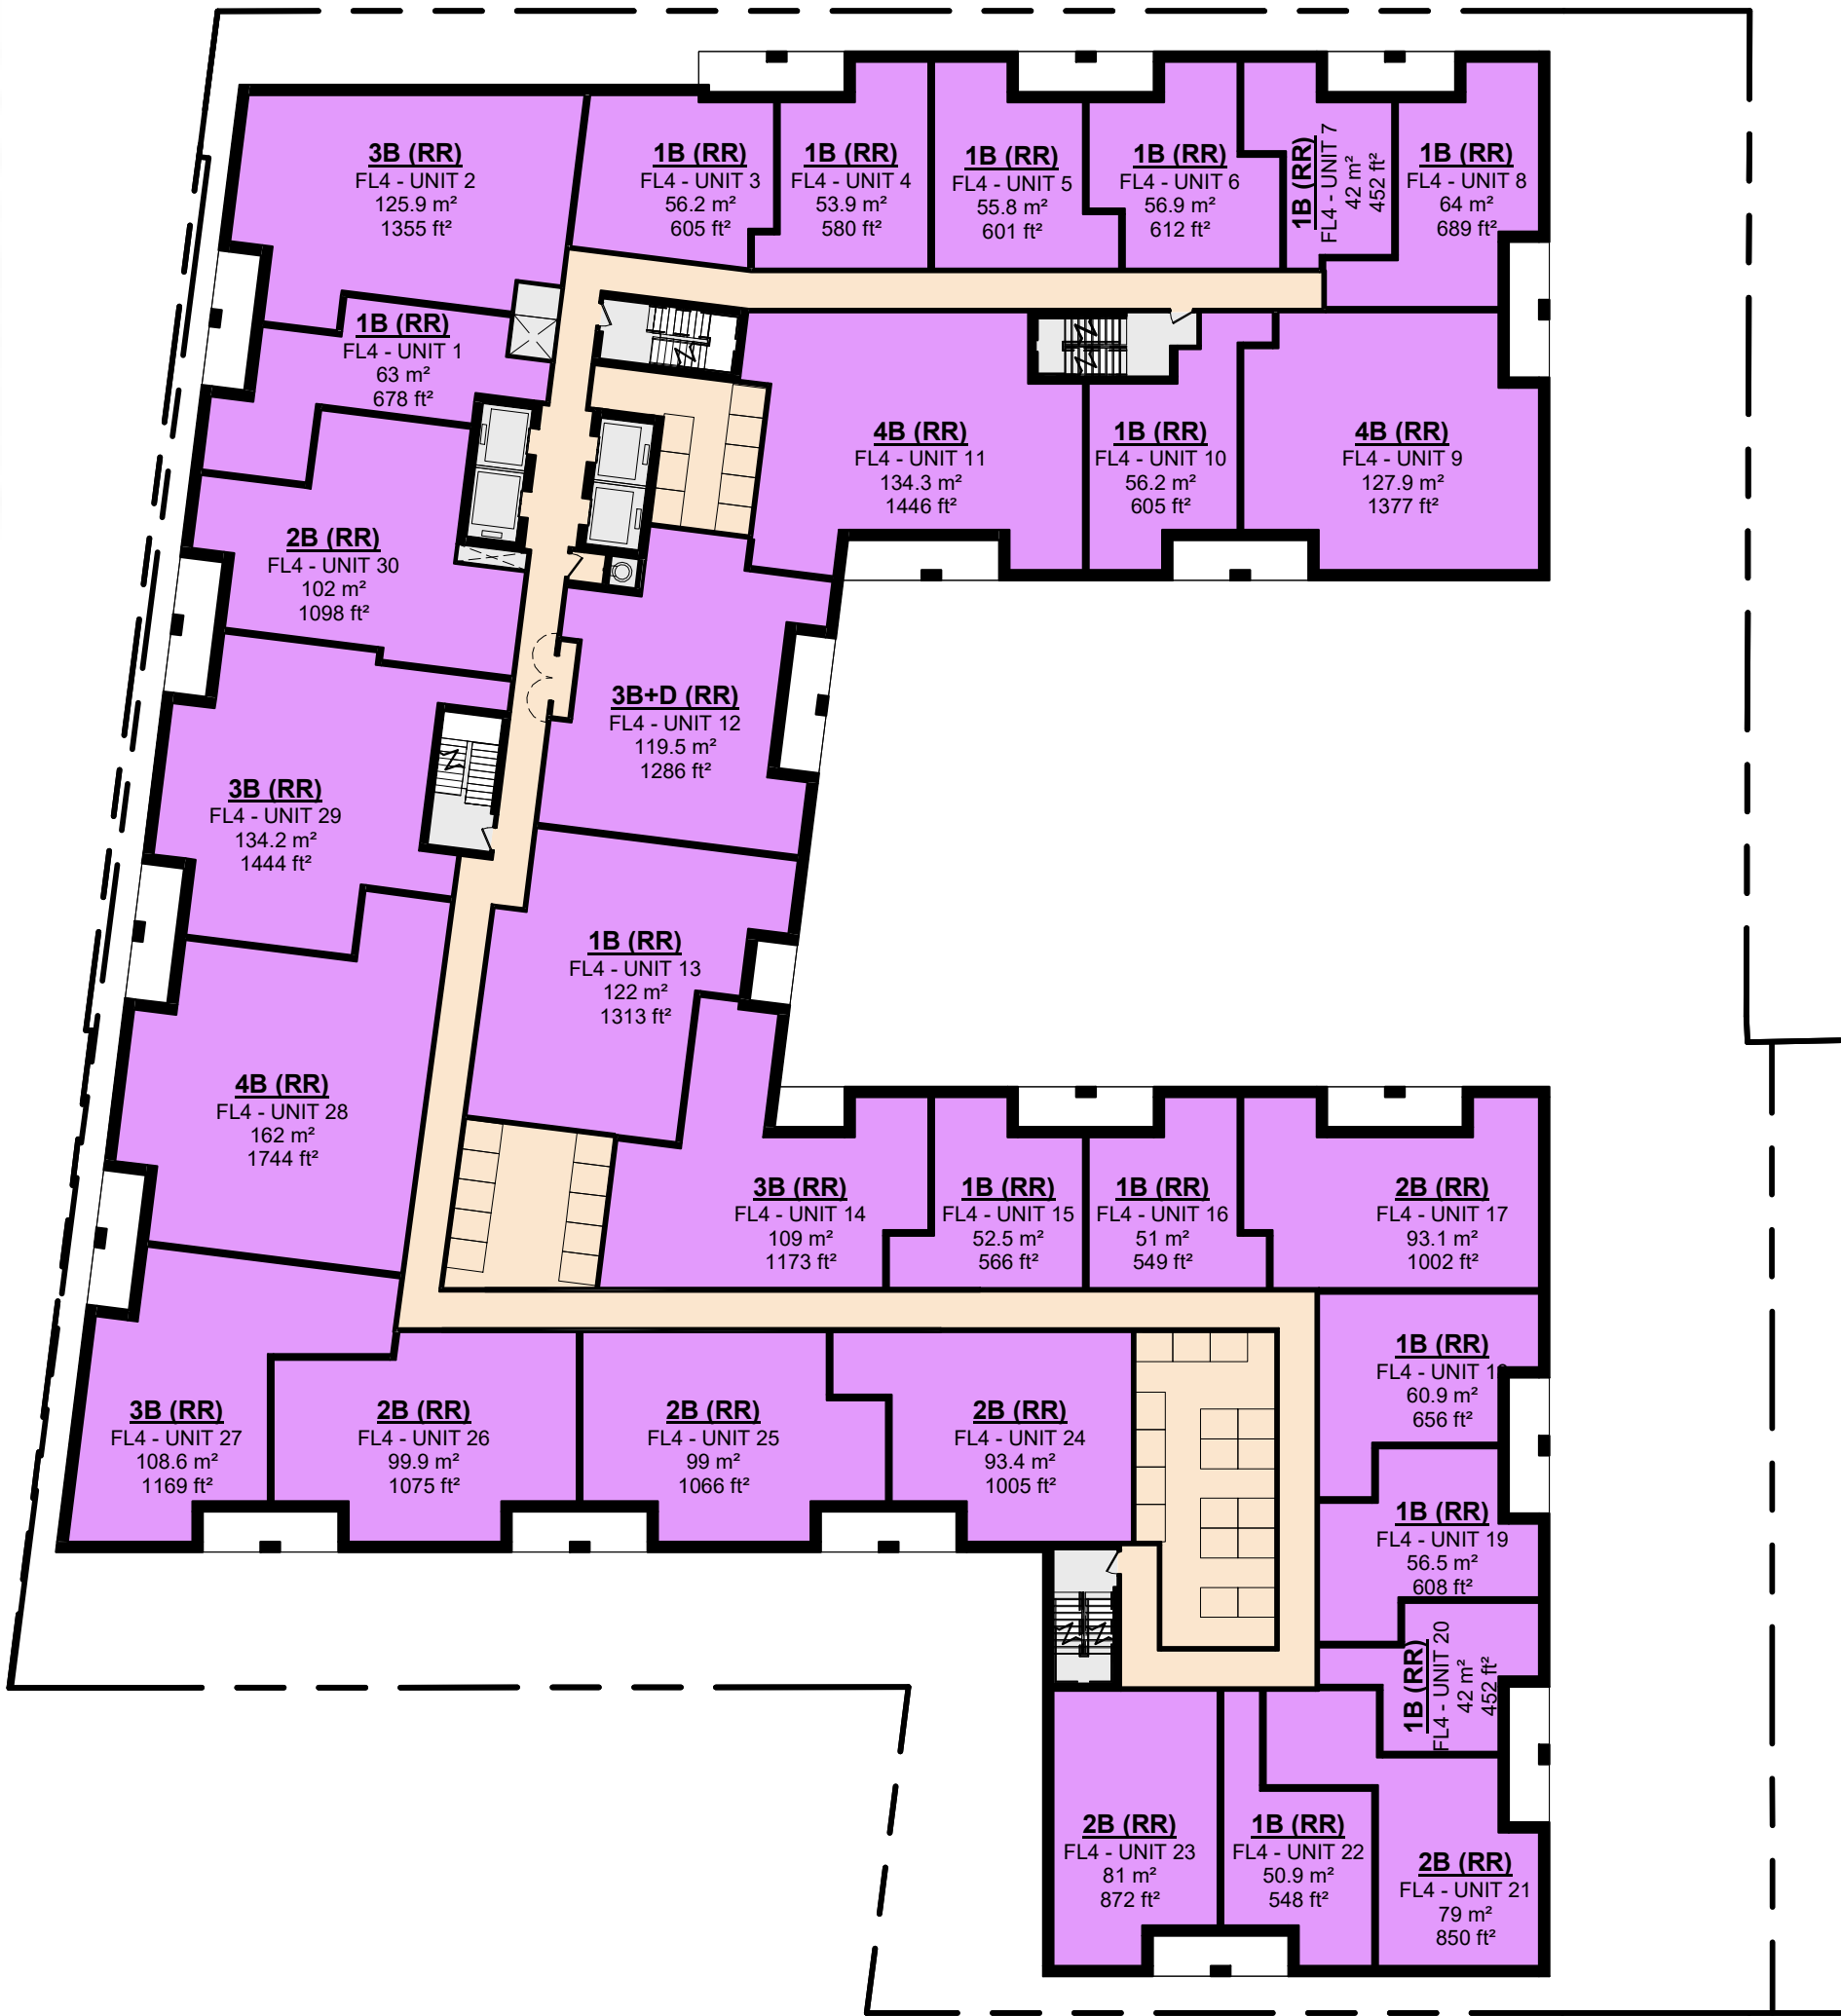 3B (RR)
FL4 - UNIT 2
125.9 m²
1355 ft²
1B (RR)
FL4 - UNIT 3
56.2 m²
605 ft²
1B (RR)
FL4 - UNIT 4
53.9 m²
580 ft²
1B (RR)
FL4 - UNIT 5
55.8 m²
601 ft²
1B (RR)
FL4 - UNIT 6
56.9 m²
612 ft²
1B (RR)
FL4 - UNIT 7
42 m²
452 ft²
1B (RR)
FL4 - UNIT 8
64 m²
689 ft²
1B (RR)
FL4 - UNIT 1
63 m²
678 ft²
4B (RR)
FL4 - UNIT 11
134.3 m²
1446 ft²
1B (RR)
FL4 - UNIT 10
56.2 m²
605 ft²
4B (RR)
FL4 - UNIT 9
127.9 m²
1377 ft²
2B (RR)
FL4 - UNIT 30
102 m²
1098 ft²
3B+D (RR)
FL4 - UNIT 12
119.5 m²
1286 ft²
3B (RR)
FL4 - UNIT 29
134.2 m²
1444 ft²
1B (RR)
FL4 - UNIT 13
122 m²
1313 ft²
4B (RR)
FL4 - UNIT 28
162 m²
1744 ft²
3B (RR)
FL4 - UNIT 14
109 m²
1173 ft²
1B (RR)
FL4 - UNIT 15
52.5 m²
566 ft²
1B (RR)
FL4 - UNIT 16
51 m²
549 ft²
2B (RR)
FL4 - UNIT 17
93.1 m²
1002 ft²
1B (RR)
FL4 - UNIT
60.9 m²
656 ft²
3B (RR)
FL4 - UNIT 27
108.6 m²
1169 ft²
2B (RR)
FL4 - UNIT 26
99.9 m²
1075 ft²
2B (RR)
FL4 - UNIT 25
99 m²
1066 ft²
2B (RR)
FL4 - UNIT 24
93.4 m²
1005 ft²
1B (RR)
FL4 - UNIT 19
56.5 m²
608 ft²
1B (RR)
FL4 - UNIT 20
42 m²
452 ft²
2B (RR)
FL4 - UNIT 23
81 m²
872 ft²
1B (RR)
FL4 - UNIT 22
50.9 m²
548 ft²
2B (RR)
FL4 - UNIT 21
79 m²
850 ft²